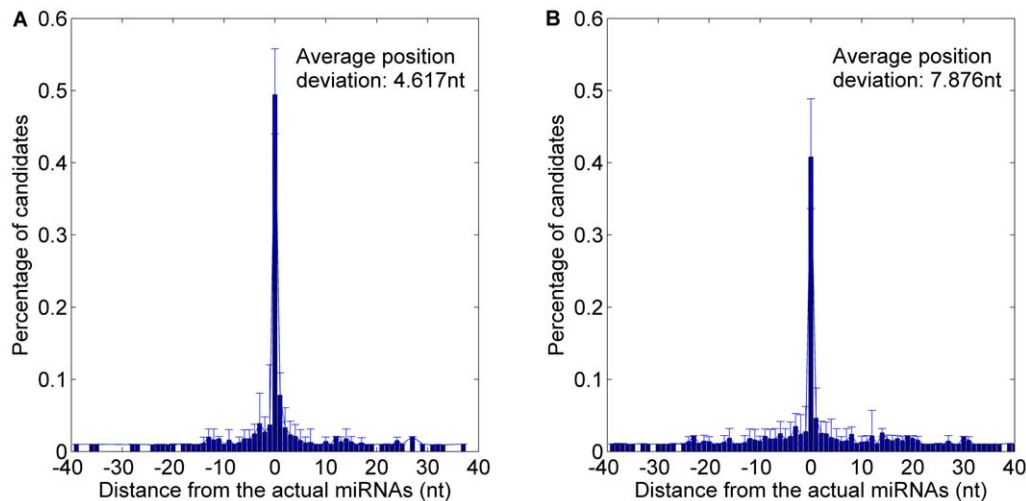 A
Average position
deviation: 4.617nt
Percentage of candidates
0.6
0.5
0.4
0.3
0.2
0.1
0
-40 -30 -20 -10 0 10 20 30 40
Distance from the actual miRNAs (nt)
B
Average position
deviation: 7.876nt
Percentage of candidates
0.6
0.5
0.4
0.3
0.2
0.1
0
-40 -30 -20 -10 0 10 20 30 40
Distance from the actual miRNAs (nt)